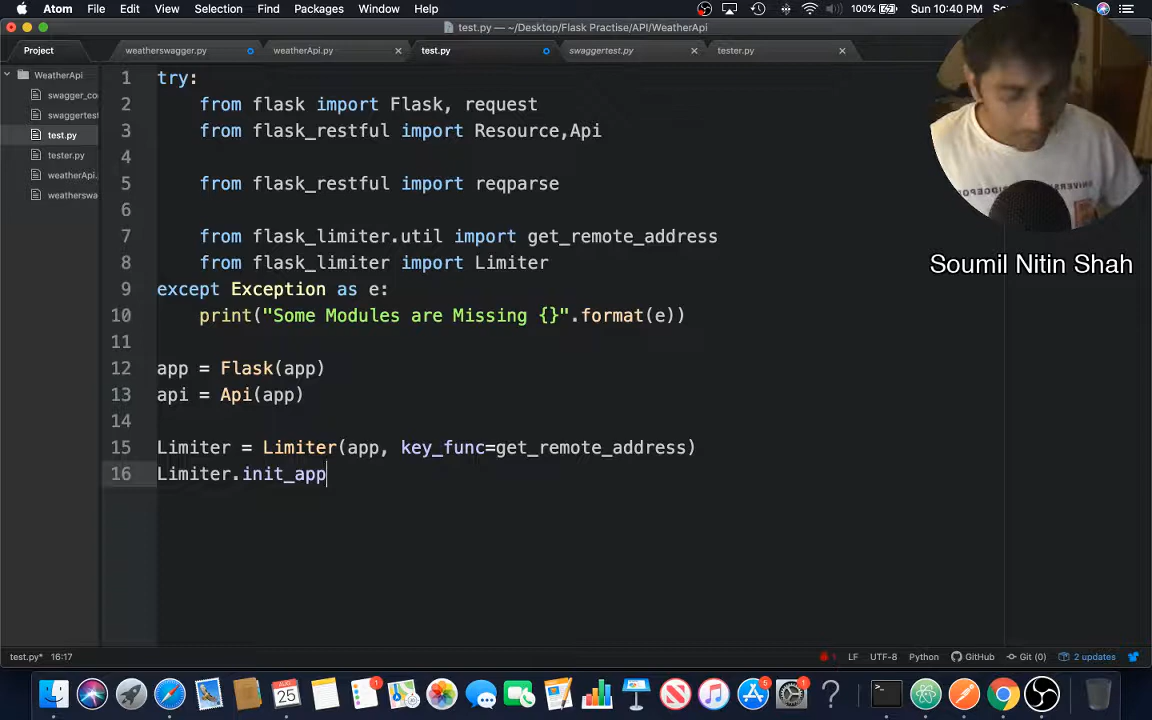 Atom File Edit View Selection Find Packages Window Help 100% Sun 10:40 PM
test.py — ~/Desktop/Flask Practise/API/WeatherApi
Project weatherswagger.py weatherApi.py test.py swaggertest.py tester.py
WeatherApi
swagger_co
swaggertest
test.py
tester.py
weatherApi.
weatherswa
1 try:
2 from flask import Flask, request
3 from flask_restful import Resource,Api
4
5 from flask_restful import reqparse
6
7 from flask_limiter.util import get_remote_address
8 from flask_limiter import Limiter
9 except Exception as e:
10 print("Some Modules are Missing {}".format(e))
11
12 app = Flask(app)
13 api = Api(app)
14
15 Limiter = Limiter(app, key_func=get_remote_address)
16 Limiter.init_app
Soumil Nitin Shah
test.py* 16:17 LF UTF-8 Python GitHub Git (0) 2 updates